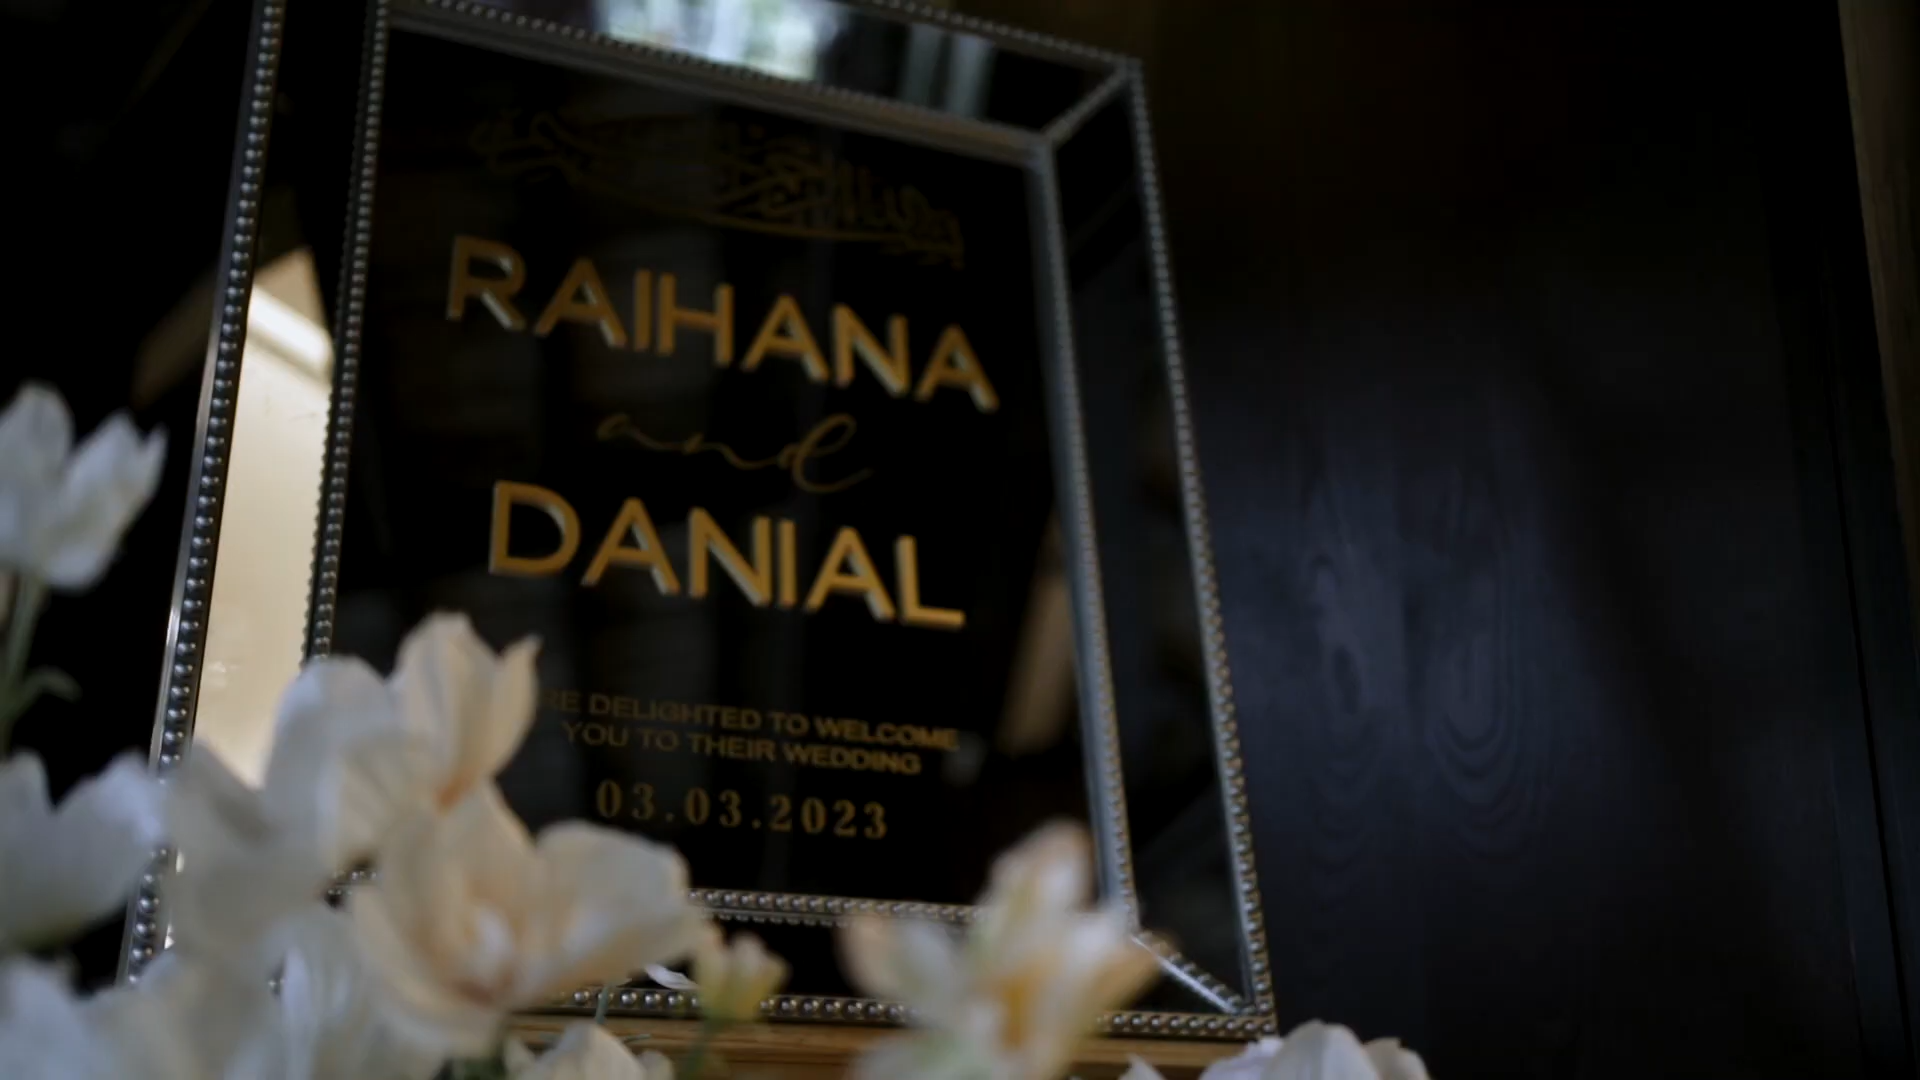 RAIHANA
and
DANIAL
DELIGHTED TO WELCOME
YOU TO THEIR WEDDING
03.03.2023